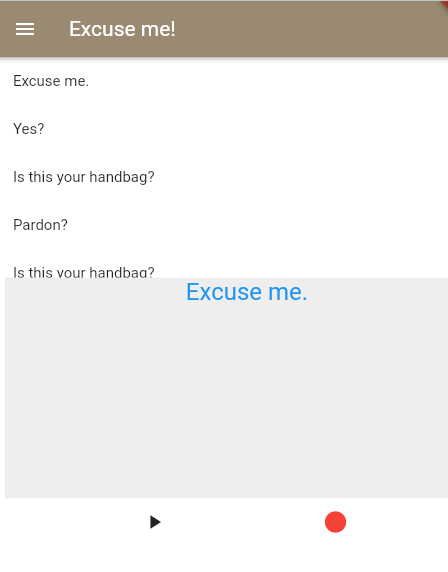 Excuse me!
Excuse me.
Yes?
Is this your handbag?
Pardon?
Is this your handbag?
Excuse me.